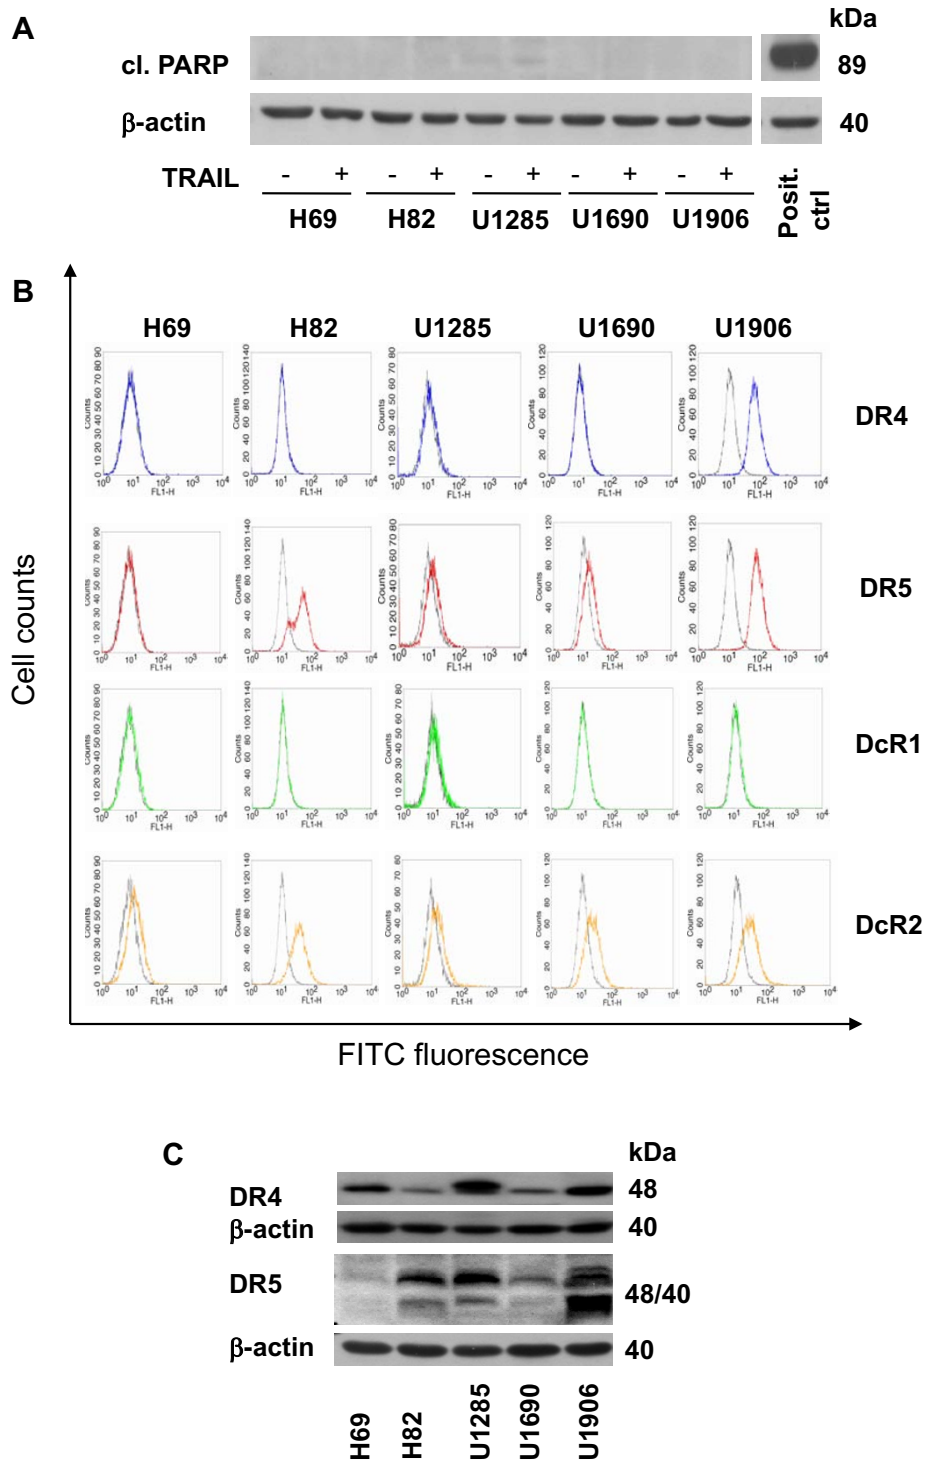 A
kDa
cl. PARP
89
β-actin
40
TRAIL - + - + - + - + - +
H69 H82 U1285 U1690 U1906
Posit. ctrl
B
H69 H82 U1285 U1690 U1906
DR4
DR5
DcR1
DcR2
Counts
FL1-H
Cell counts
FITC fluorescence
C
kDa
DR4
48
β-actin
40
DR5
48/40
β-actin
40
H69 H82 U1285 U1690 U1906